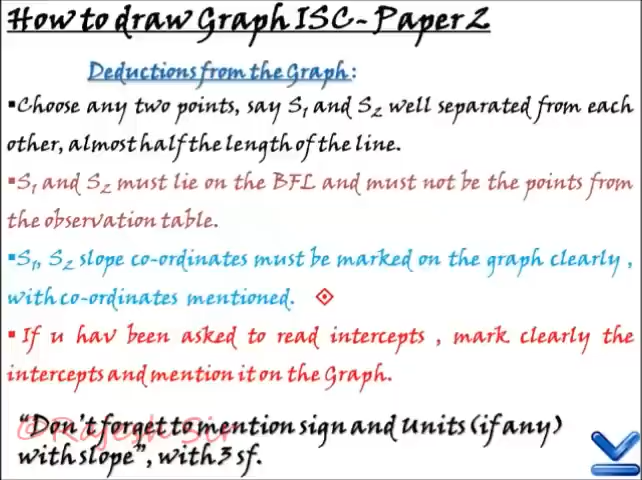 How to draw Graph ISC- Paper 2
Deductions from the Graph:
▪Choose any two points, say S₁ and S₂ well separated from each
other, almost half the length of the line.
▪S₁ and S₂ must lie on the BFL and must not be the points from
the observation table.
▪S₁, S₂ slope co-ordinates must be marked on the graph clearly ,
with co-ordinates mentioned.
▪ If u hav been asked to read intercepts , mark clearly the
intercepts and mention it on the Graph.
©Rajesh Sir
“Don't forget to mention sign and Units (if any)
with slope”, with 3 sf.